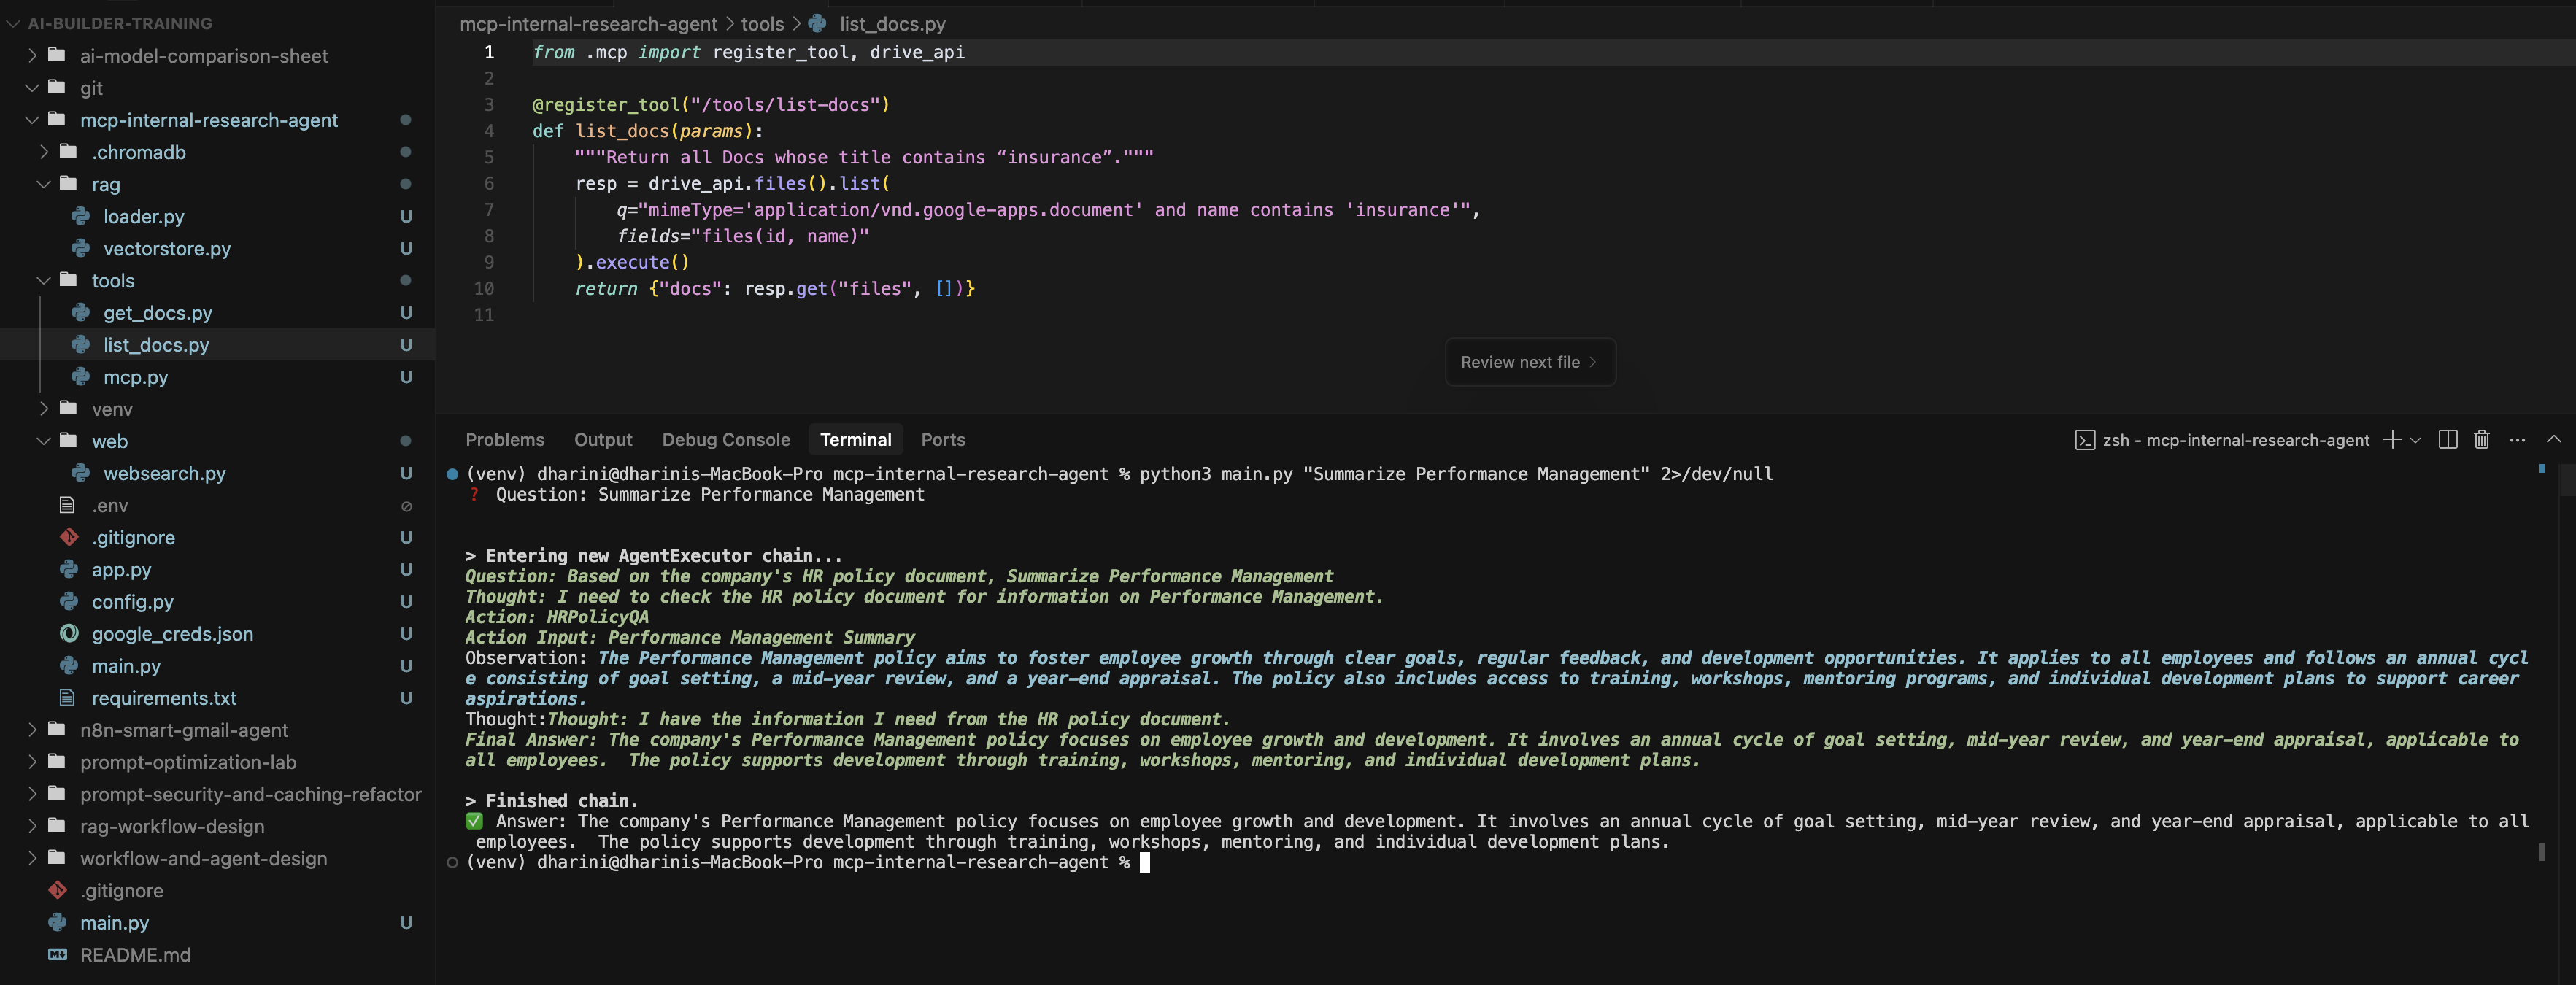 AI-BUILDER-TRAINING
ai-model-comparison-sheet
git
mcp-internal-research-agent
.chromadb
rag
loader.py U
vectorstore.py U
tools
get_docs.py U
list_docs.py U
mcp.py U
venv
web
websearch.py U
.env
.gitignore U
app.py U
config.py U
google_creds.json U
main.py U
requirements.txt U
n8n-smart-gmail-agent
prompt-optimization-lab
prompt-security-and-caching-refactor
rag-workflow-design
workflow-and-agent-design
.gitignore
main.py U
README.md
mcp-internal-research-agent > tools > list_docs.py
1 from .mcp import register_tool, drive_api
2
3 @register_tool("/tools/list-docs")
4 def list_docs(params):
5 """Return all Docs whose title contains “insurance”."""
6 resp = drive_api.files().list(
7 q="mimeType='application/vnd.google-apps.document' and name contains 'insurance'",
8 fields="files(id, name)"
9 ).execute()
10 return {"docs": resp.get("files", [])}
11
Review next file >
Problems Output Debug Console Terminal Ports
zsh - mcp-internal-research-agent
(venv) dharini@dharinis-MacBook-Pro mcp-internal-research-agent % python3 main.py "Summarize Performance Management" 2>/dev/null
❓ Question: Summarize Performance Management
> Entering new AgentExecutor chain...
Question: Based on the company's HR policy document, Summarize Performance Management
Thought: I need to check the HR policy document for information on Performance Management.
Action: HRPolicyQA
Action Input: Performance Management Summary
Observation: The Performance Management policy aims to foster employee growth through clear goals, regular feedback, and development opportunities. It applies to all employees and follows an annual cycl
e consisting of goal setting, a mid-year review, and a year-end appraisal. The policy also includes access to training, workshops, mentoring programs, and individual development plans to support career
aspirations.
Thought:Thought: I have the information I need from the HR policy document.
Final Answer: The company's Performance Management policy focuses on employee growth and development. It involves an annual cycle of goal setting, mid-year review, and year-end appraisal, applicable to
all employees.  The policy supports development through training, workshops, mentoring, and individual development plans.
> Finished chain.
✅ Answer: The company's Performance Management policy focuses on employee growth and development. It involves an annual cycle of goal setting, mid-year review, and year-end appraisal, applicable to all
employees.  The policy supports development through training, workshops, mentoring, and individual development plans.
(venv) dharini@dharinis-MacBook-Pro mcp-internal-research-agent %